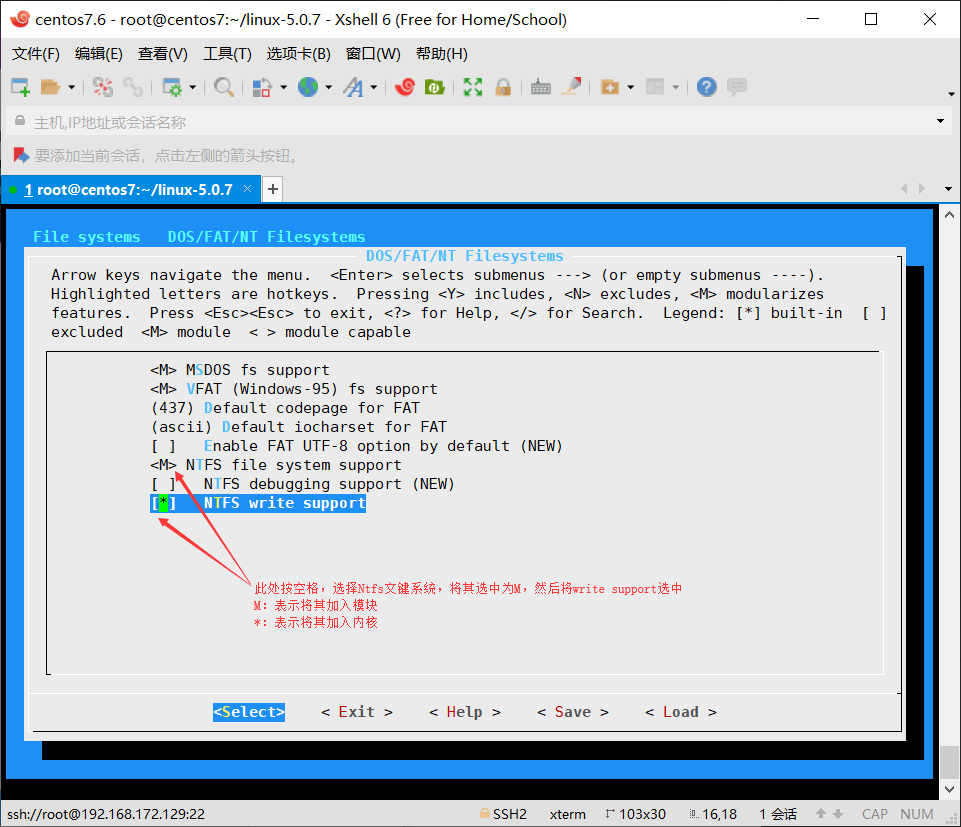 centos7.6 - root@centos7:~/linux-5.0.7 - Xshell 6 (Free for Home/School)
文件(F) 编辑(E) 查看(V) 工具(T) 选项卡(B) 窗口(W) 帮助(H)
主机,IP地址或会话名称
要添加当前会话，点击左侧的箭头按钮。
1 root@centos7:~/linux-5.0.7 × +
File systems DOS/FAT/NT Filesystems
DOS/FAT/NT Filesystems
Arrow keys navigate the menu. <Enter> selects submenus ---> (or empty submenus ----).
Highlighted letters are hotkeys. Pressing <Y> includes, <N> excludes, <M> modularizes
features. Press <Esc><Esc> to exit, <?> for Help, </> for Search. Legend: [*] built-in [ ]
excluded <M> module < > module capable
<M> MSDOS fs support
<M> VFAT (Windows-95) fs support
(437) Default codepage for FAT
(ascii) Default iocharset for FAT
[ ] Enable FAT UTF-8 option by default (NEW)
<M> NTFS file system support
[ ] NTFS debugging support (NEW)
[*] NTFS write support
此处按空格，选择Ntfs文键系统，将其选中为M，然后将write support选中
M：表示将其加入模块
*：表示将其加入内核
<Select> < Exit > < Help > < Save > < Load >
ssh://root@192.168.172.129:22 SSH2 xterm 103x30 16,18 1 会话 CAP NUM